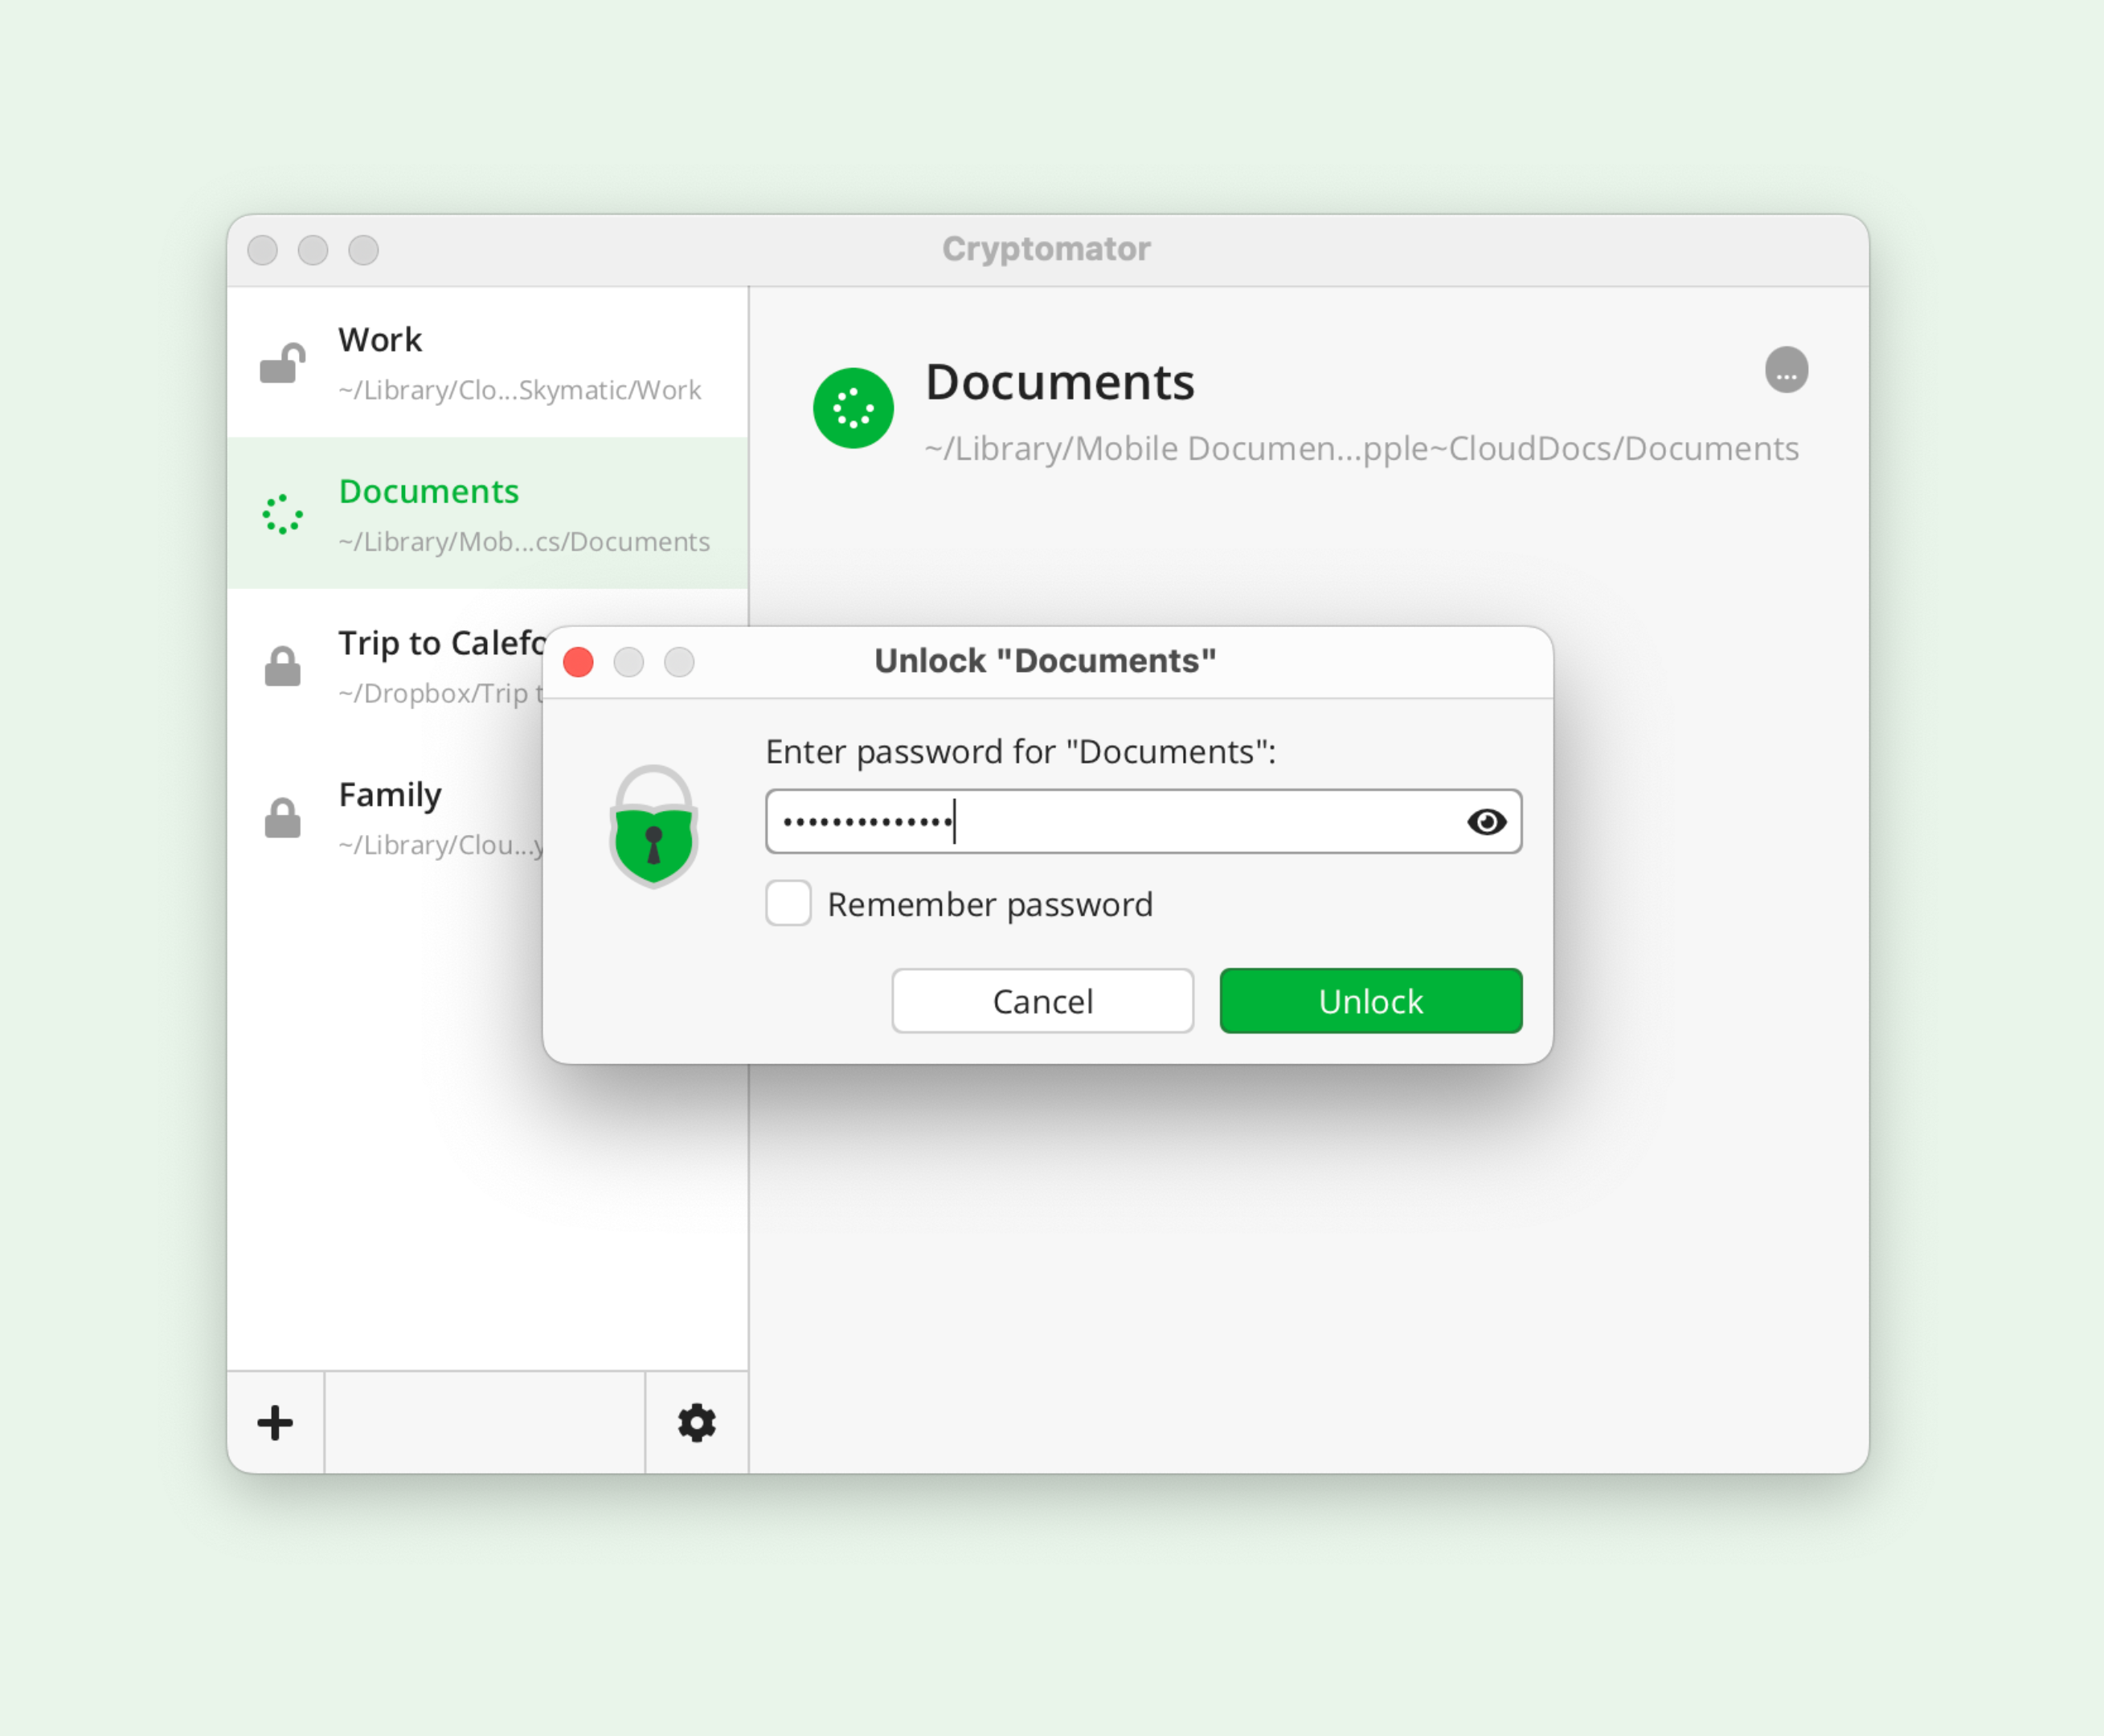 Cryptomator
Work
~/Library/Clo...Skymatic/Work
Documents
~/Library/Mob...cs/Documents
Trip to Calefo
~/Dropbox/Trip t
Family
~/Library/Clou...y
Documents
~/Library/Mobile Documen...pple~CloudDocs/Documents
...
Unlock "Documents"
Enter password for "Documents":
••••••••••••••
Remember password
Cancel
Unlock